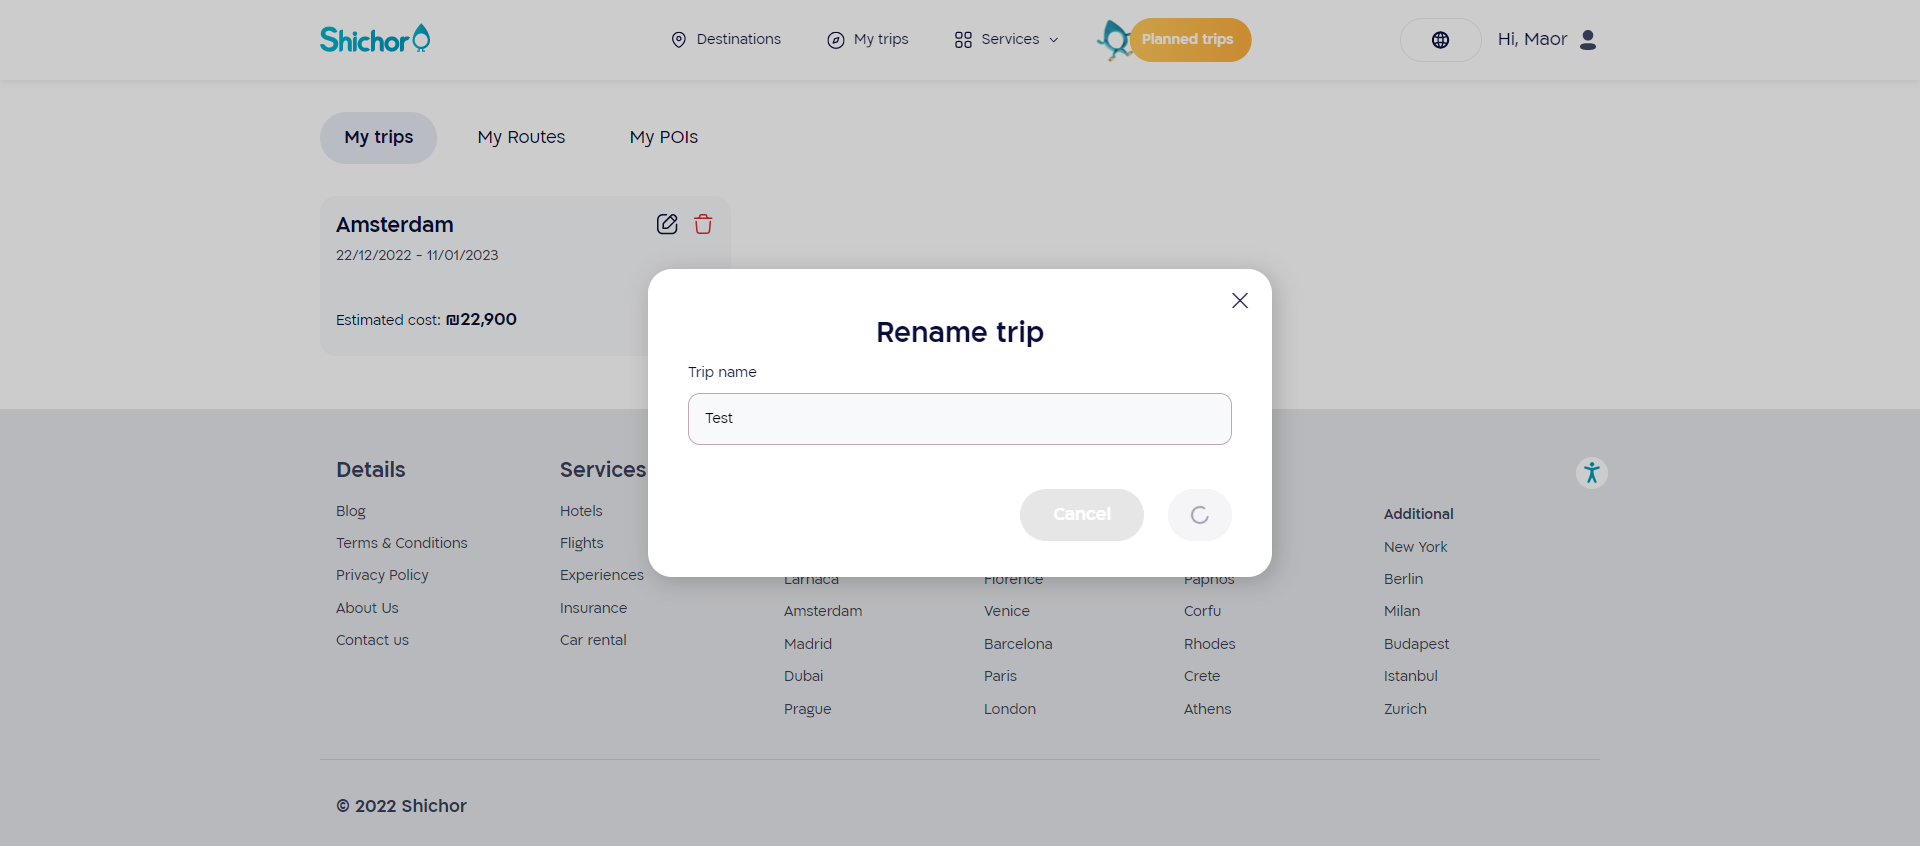 Shichor
Destinations
My trips
Services
Planned trips
Hi, Maor
My trips
My Routes
My POIs
Amsterdam
22/12/2022 - 11/01/2023
Estimated cost: ₪22,900
Rename trip
Trip name
Test
Cancel
Details
Blog
Terms & Conditions
Privacy Policy
About Us
Contact us
Services
Hotels
Flights
Experiences
Insurance
Car rental
Larnaca
Amsterdam
Madrid
Dubai
Prague
Florence
Venice
Barcelona
Paris
London
Paphos
Corfu
Rhodes
Crete
Athens
Additional
New York
Berlin
Milan
Budapest
Istanbul
Zurich
© 2022 Shichor